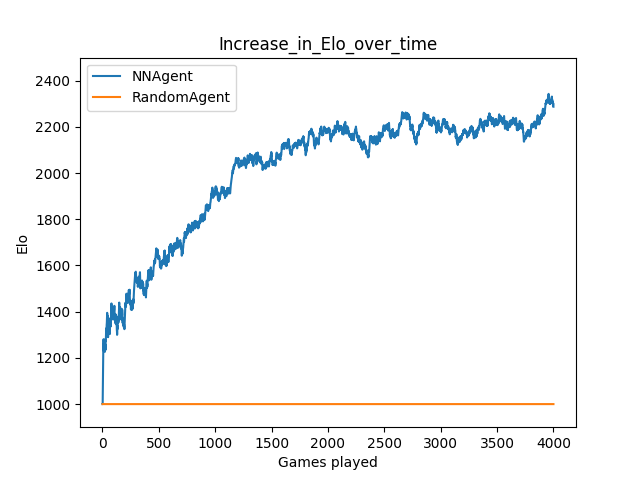 Increase_in_Elo_over_time
NNAgent
RandomAgent
2400
2200
2000
1800
1600
1400
1200
1000
Elo
0 500 1000 1500 2000 2500 3000 3500 4000
Games played